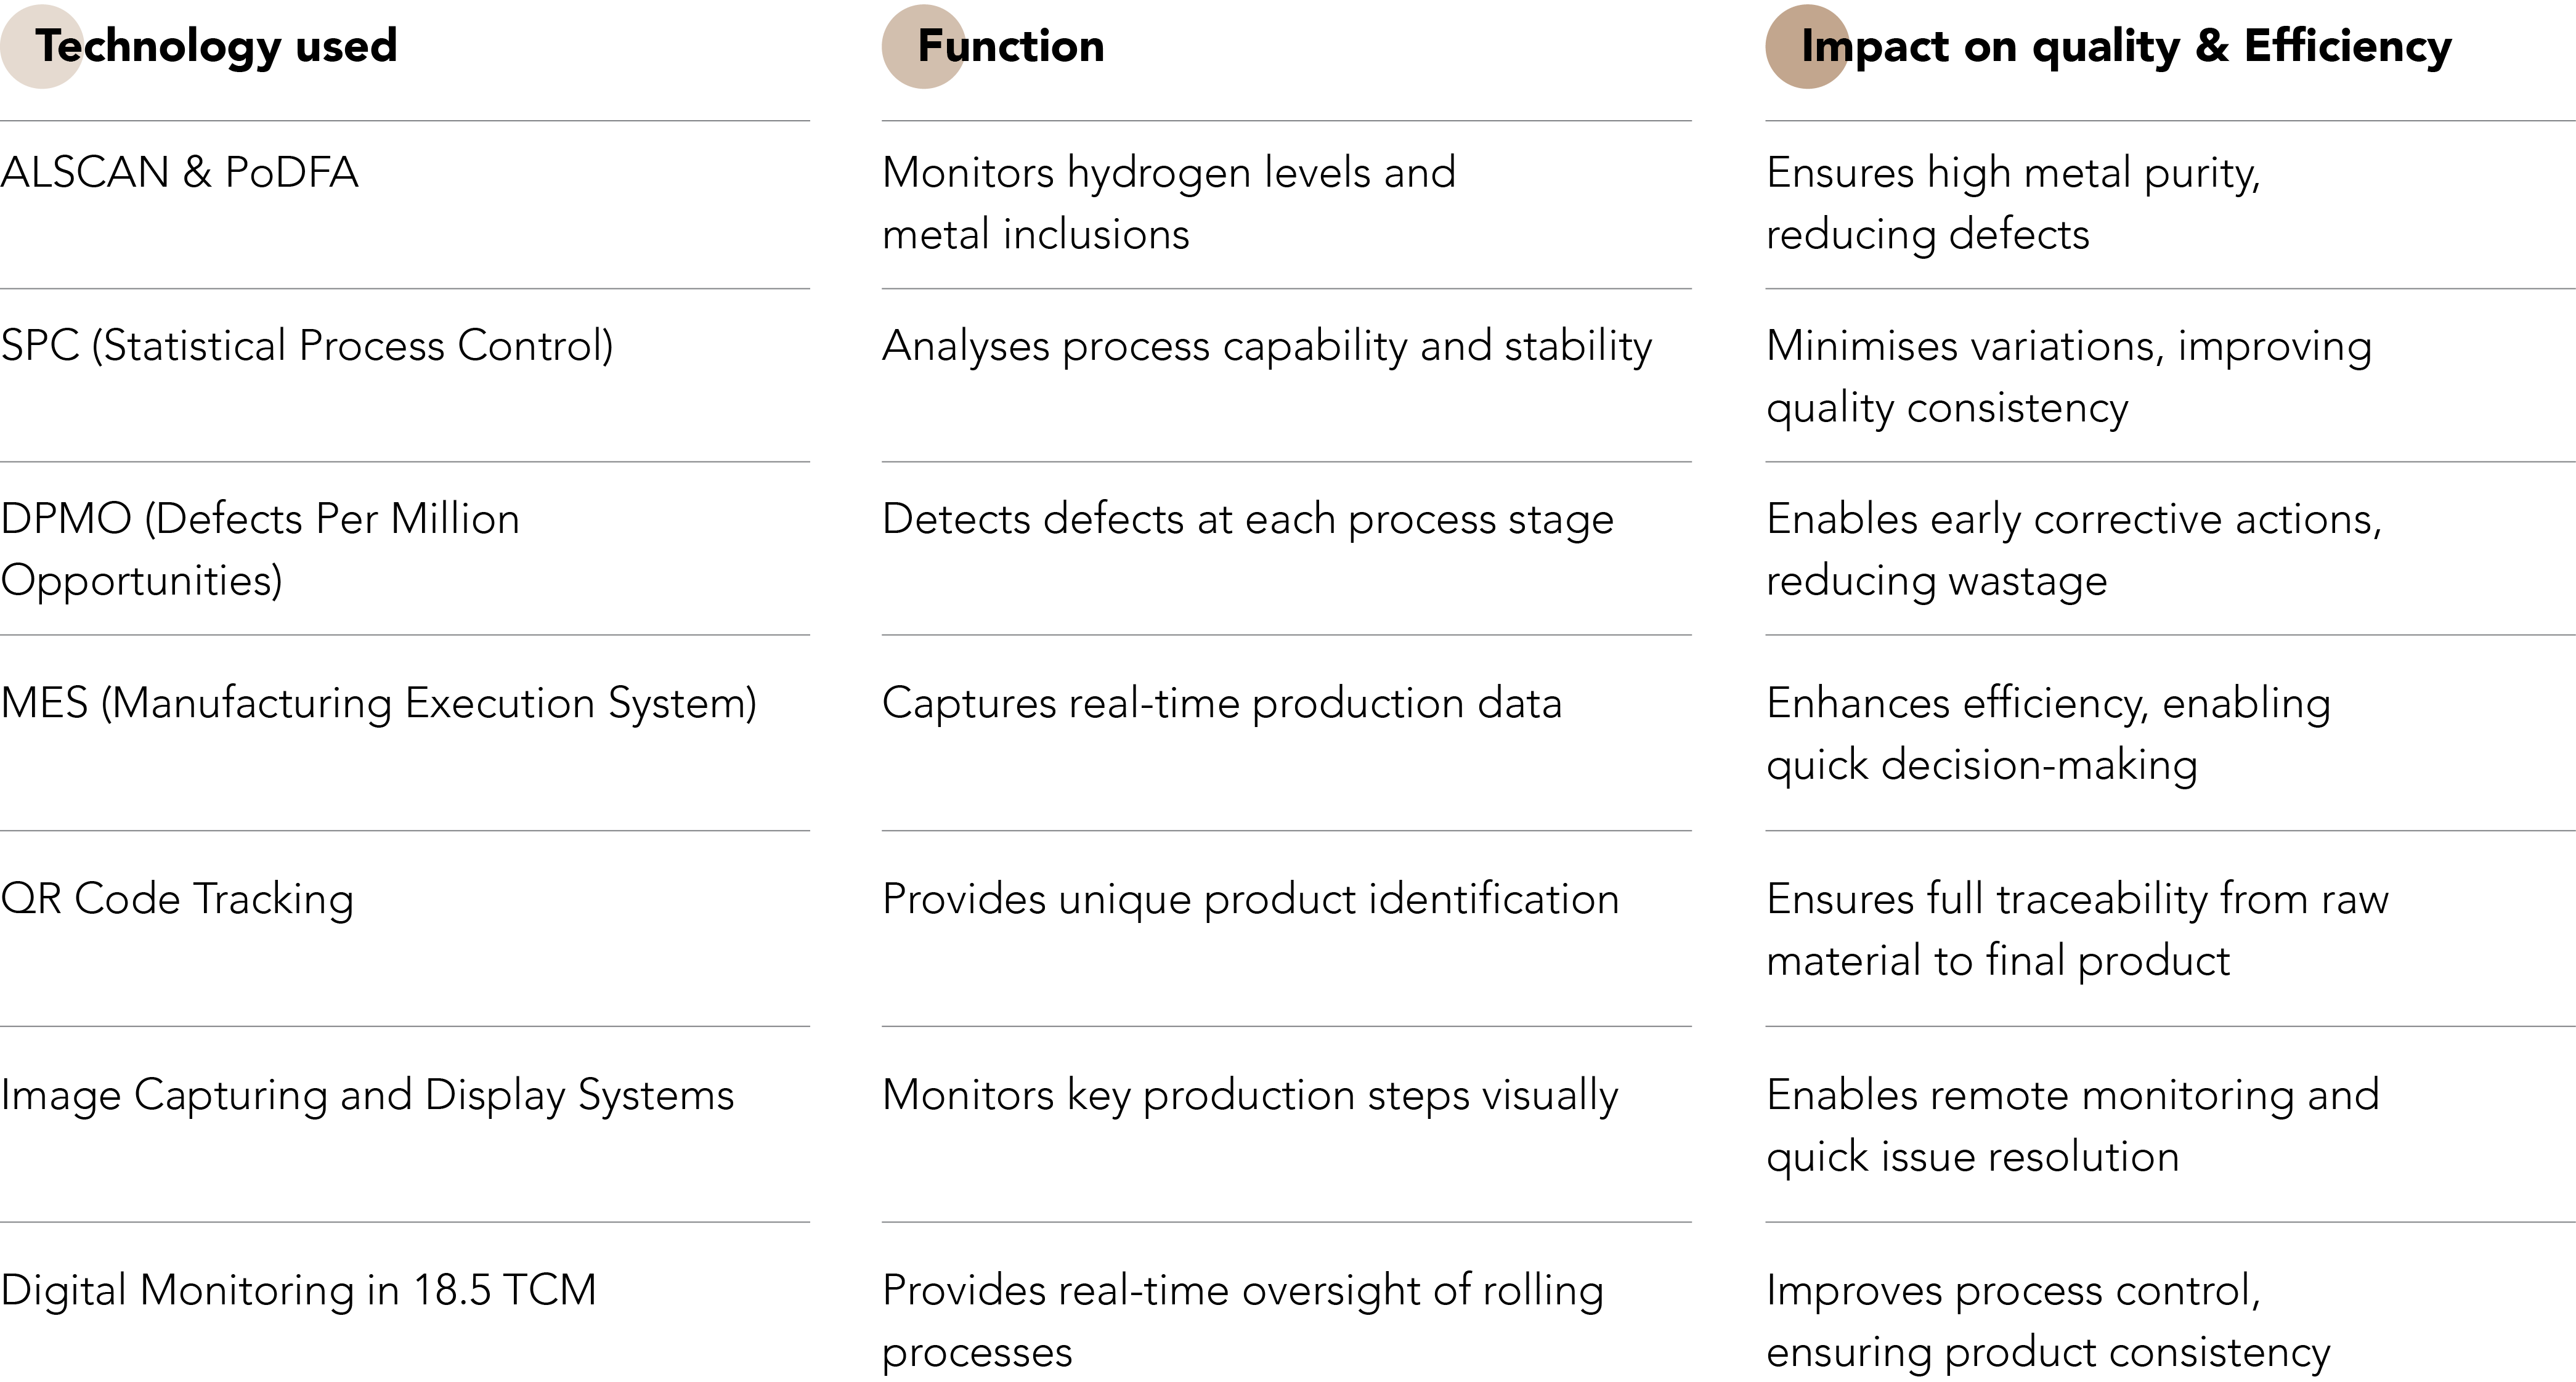 Technology used
Function
Impact on quality & Efficiency
ALSCAN & PoDFA
Monitors hydrogen levels and
metal inclusions
Ensures high metal purity,
reducing defects
SPC (Statistical Process Control)
Analyses process capability and stability
Minimises variations, improving
quality consistency
DPMO (Defects Per Million
Opportunities)
Detects defects at each process stage
Enables early corrective actions,
reducing wastage
MES (Manufacturing Execution System)
Captures real-time production data
Enhances efficiency, enabling
quick decision-making
QR Code Tracking
Provides unique product identification
Ensures full traceability from raw
material to final product
Image Capturing and Display Systems
Monitors key production steps visually
Enables remote monitoring and
quick issue resolution
Digital Monitoring in 18.5 TCM
Provides real-time oversight of rolling
processes
Improves process control,
ensuring product consistency